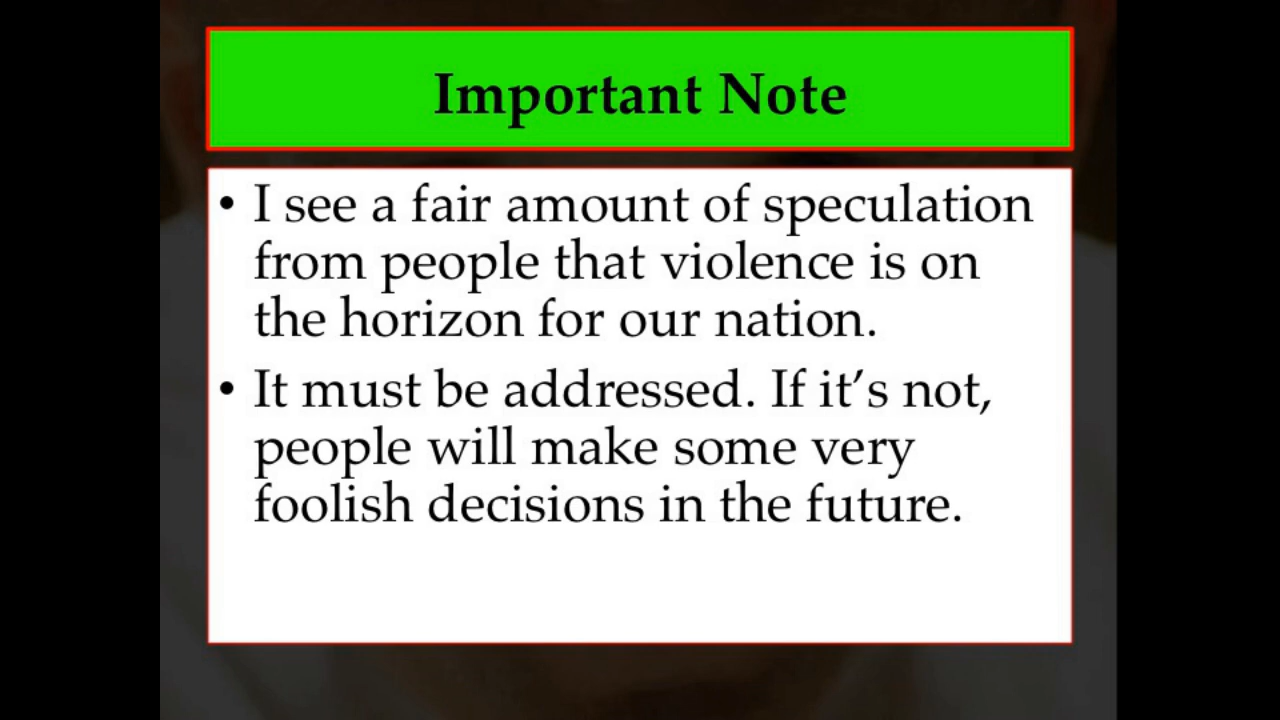 Important Note
• I see a fair amount of speculation
from people that violence is on
the horizon for our nation.
• It must be addressed. If it’s not,
people will make some very
foolish decisions in the future.